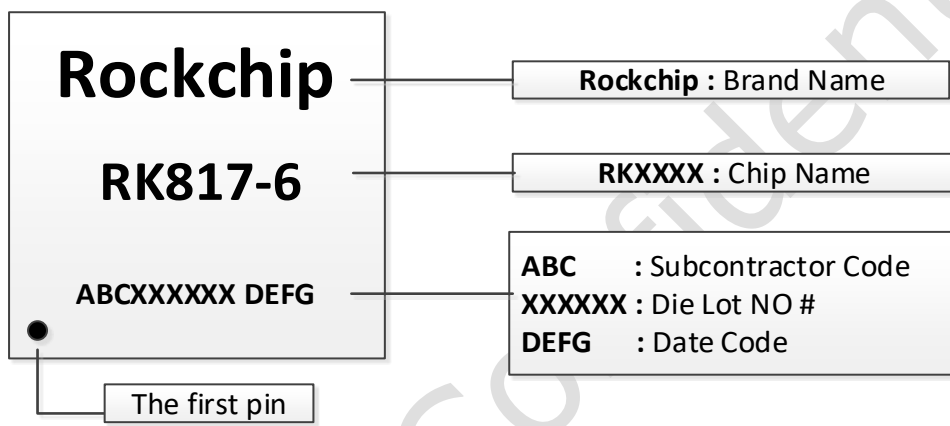 Rockchip
Rockchip : Brand Name
RK817-6
RKXXXX : Chip Name
ABCXXXXXX DEFG
ABC : Subcontractor Code
XXXXXX : Die Lot NO #
DEFG : Date Code
The first pin